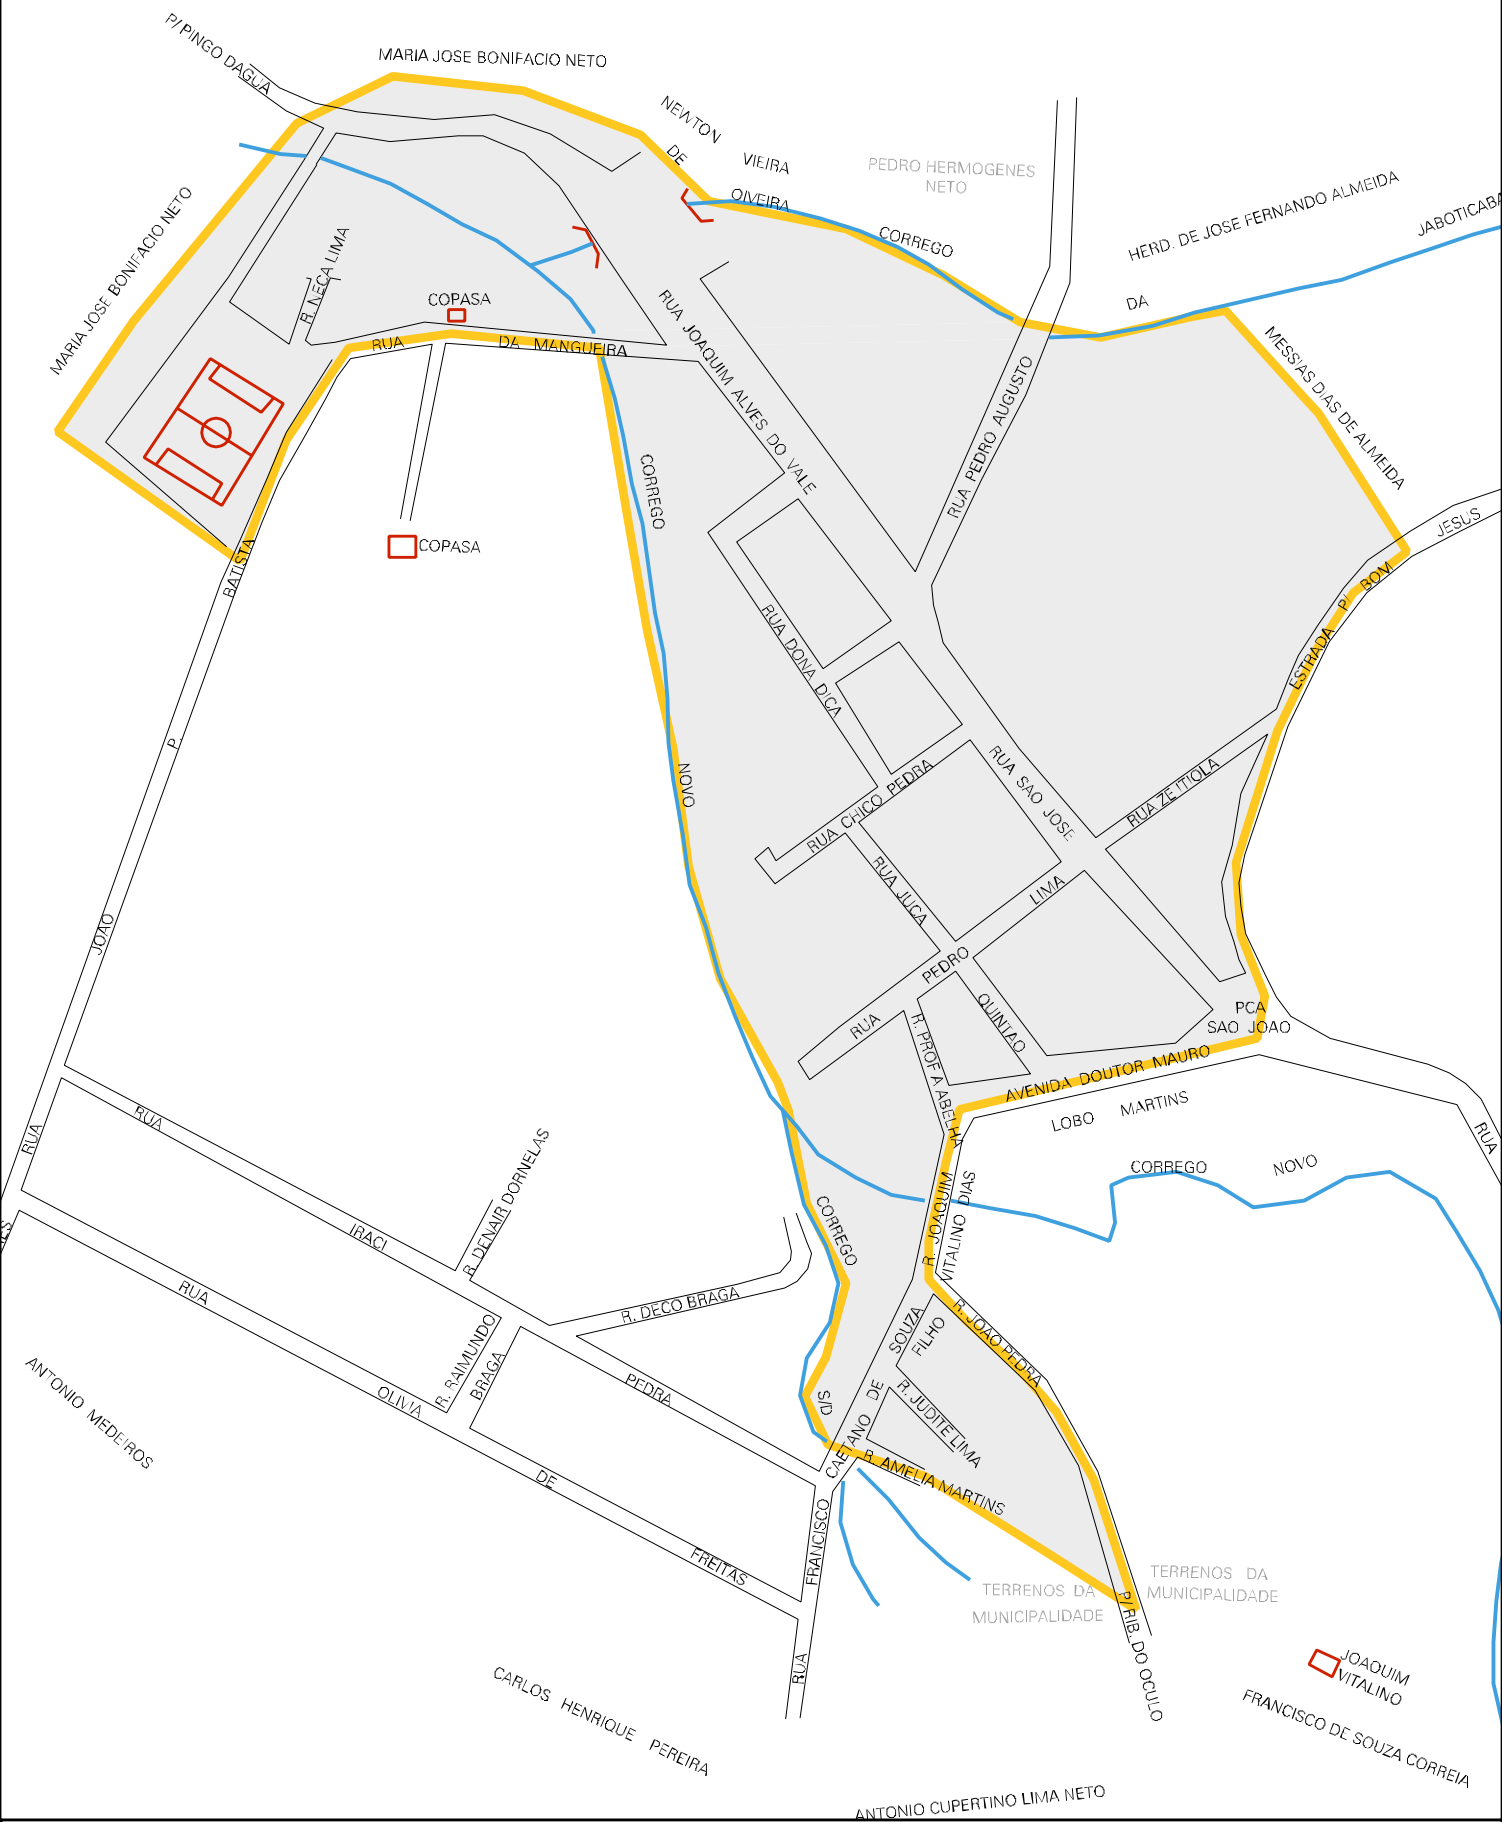 P/ PINGO DAGUA
MARIA JOSE BONIFACIO NETO
NEWTON
DE
VIEIRA
OIVEIRA
PEDRO HERMOGENES
NETO
HERD. DE JOSE FERNANDO ALMEIDA
JABOTICABA
CORREGO
DA
MARIA JOSE BONIFACIO NETO
R. NECA LIMA
COPASA
RUA DA MANGUEIRA
RUA JOAQUIM ALVES DO VALE
RUA PEDRO AUGUSTO
MESSIAS DIAS DE ALMEIDA
CORREGO
COPASA
BATISTA
JESUS
ESTRADA P/ BOM
RUA DONA DICA
P.
NOVO
RUA CHICO PEDRA
RUA SAO JOSE
RUA ZE ITIOLA
RUA JUCA
LIMA
JOAO
PEDRO
QUINTAO
RUA
PCA
SAO JOAO
R. PROF A ABELHA
AVENIDA DOUTOR MAURO
LOBO MARTINS
RUA
RUA
RUA
CORREGO NOVO
R. DENAIR DORNELAS
R. JOAQUIM
VITALINO DIAS
CORREGO
IRACI
ES
RUA
R. DECO BRAGA
R. RAIMUNDO
BRAGA
SOUZA
FILHO
R. JOAO PEDRA
ANTONIO MEDEIROS
OLIVIA
PEDRA
S/D
DE
R. JUDITE LIMA
CAETANO
R. AMELIA MARTINS
DE
FRANCISCO
FREITAS
TERRENOS DA
MUNICIPALIDADE
TERRENOS DA
MUNICIPALIDADE
P/ RIB. DO OCULO
RUA
JOAQUIM
VITALINO
CARLOS HENRIQUE PEREIRA
FRANCISCO DE SOUZA CORREIA
ANTONIO CUPERTINO LIMA NETO